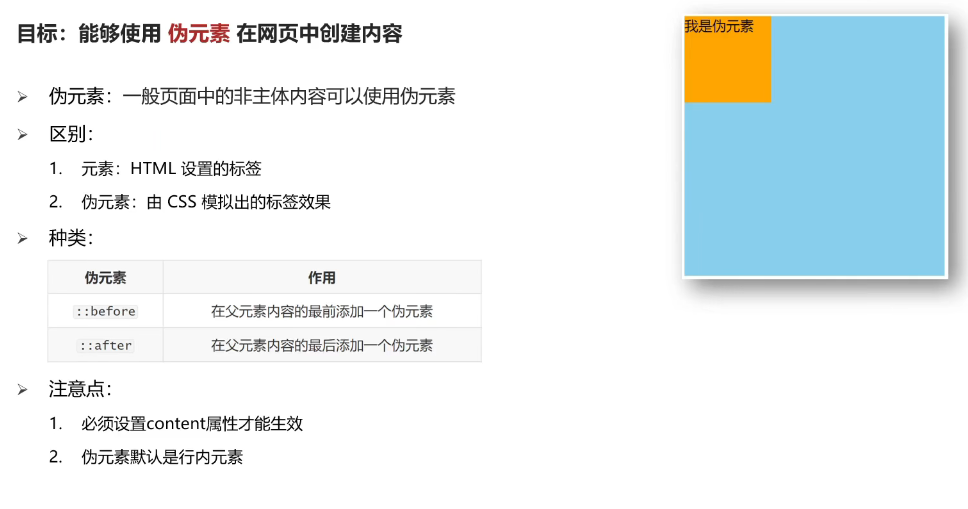 目标：能够使用 伪元素 在网页中创建内容
我是伪元素
伪元素：一般页面中的非主体内容可以使用伪元素
区别：
1. 元素：HTML 设置的标签
2. 伪元素：由 CSS 模拟出的标签效果
种类：
伪元素 作用
::before 在父元素内容的最前添加一个伪元素
::after 在父元素内容的最后添加一个伪元素
注意点：
1. 必须设置content属性才能生效
2. 伪元素默认是行内元素